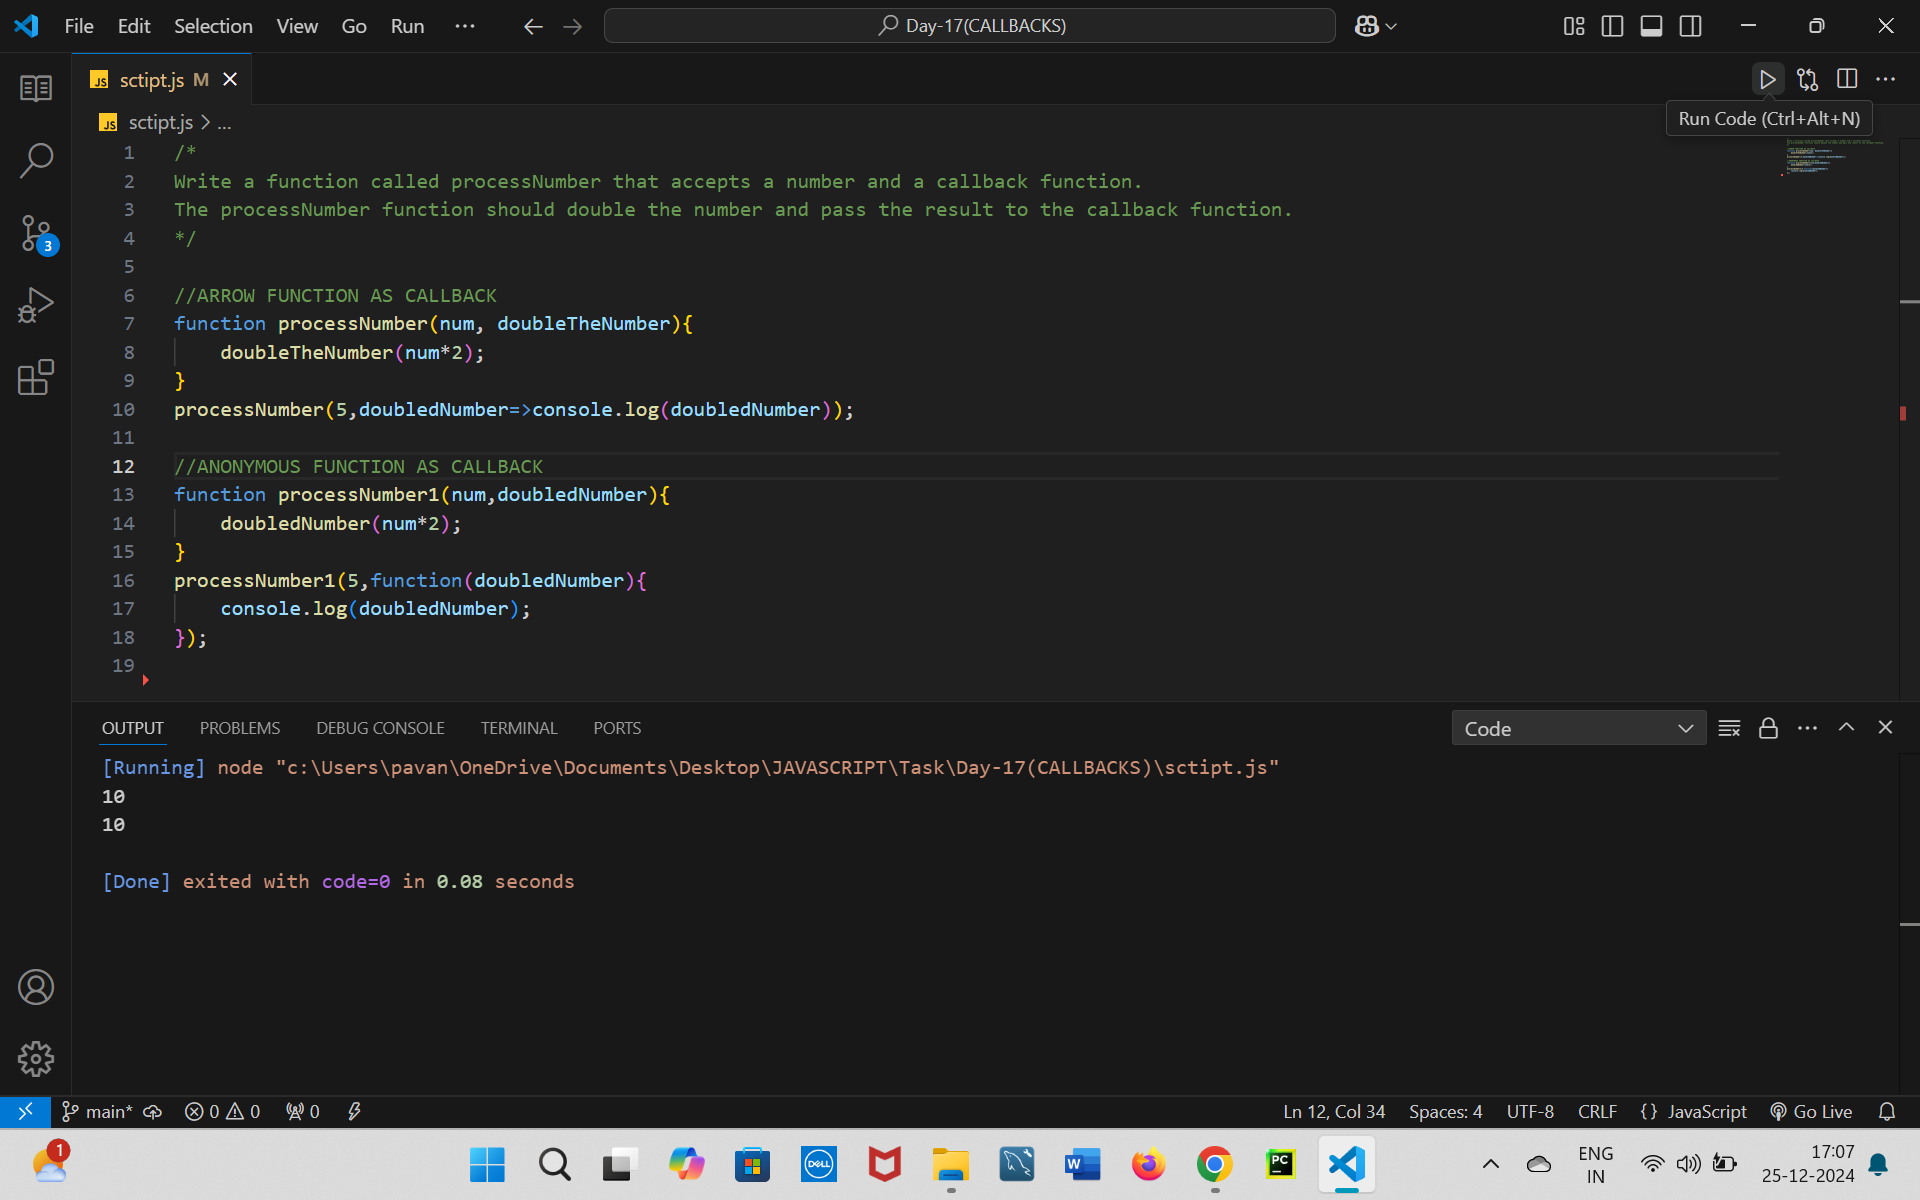 File Edit Selection View Go Run ··· Day-17(CALLBACKS)
JS sctipt.js M
Run Code (Ctrl+Alt+N)
JS sctipt.js > ...
1 /*
2 Write a function called processNumber that accepts a number and a callback function.
3 The processNumber function should double the number and pass the result to the callback function.
4 */
5
6 //ARROW FUNCTION AS CALLBACK
7 function processNumber(num, doubleTheNumber){
8 doubleTheNumber(num*2);
9 }
10 processNumber(5,doubledNumber=>console.log(doubledNumber));
11
12 //ANONYMOUS FUNCTION AS CALLBACK
13 function processNumber1(num,doubledNumber){
14 doubledNumber(num*2);
15 }
16 processNumber1(5,function(doubledNumber){
17 console.log(doubledNumber);
18 });
19
3
OUTPUT PROBLEMS DEBUG CONSOLE TERMINAL PORTS Code
[Running] node "c:\Users\pavan\OneDrive\Documents\Desktop\JAVASCRIPT\Task\Day-17(CALLBACKS)\sctipt.js"
10
10
[Done] exited with code=0 in 0.08 seconds
main* 0 0 0 Ln 12, Col 34 Spaces: 4 UTF-8 CRLF {} JavaScript Go Live
1 DELL W PC ENG 17:07
IN 25-12-2024